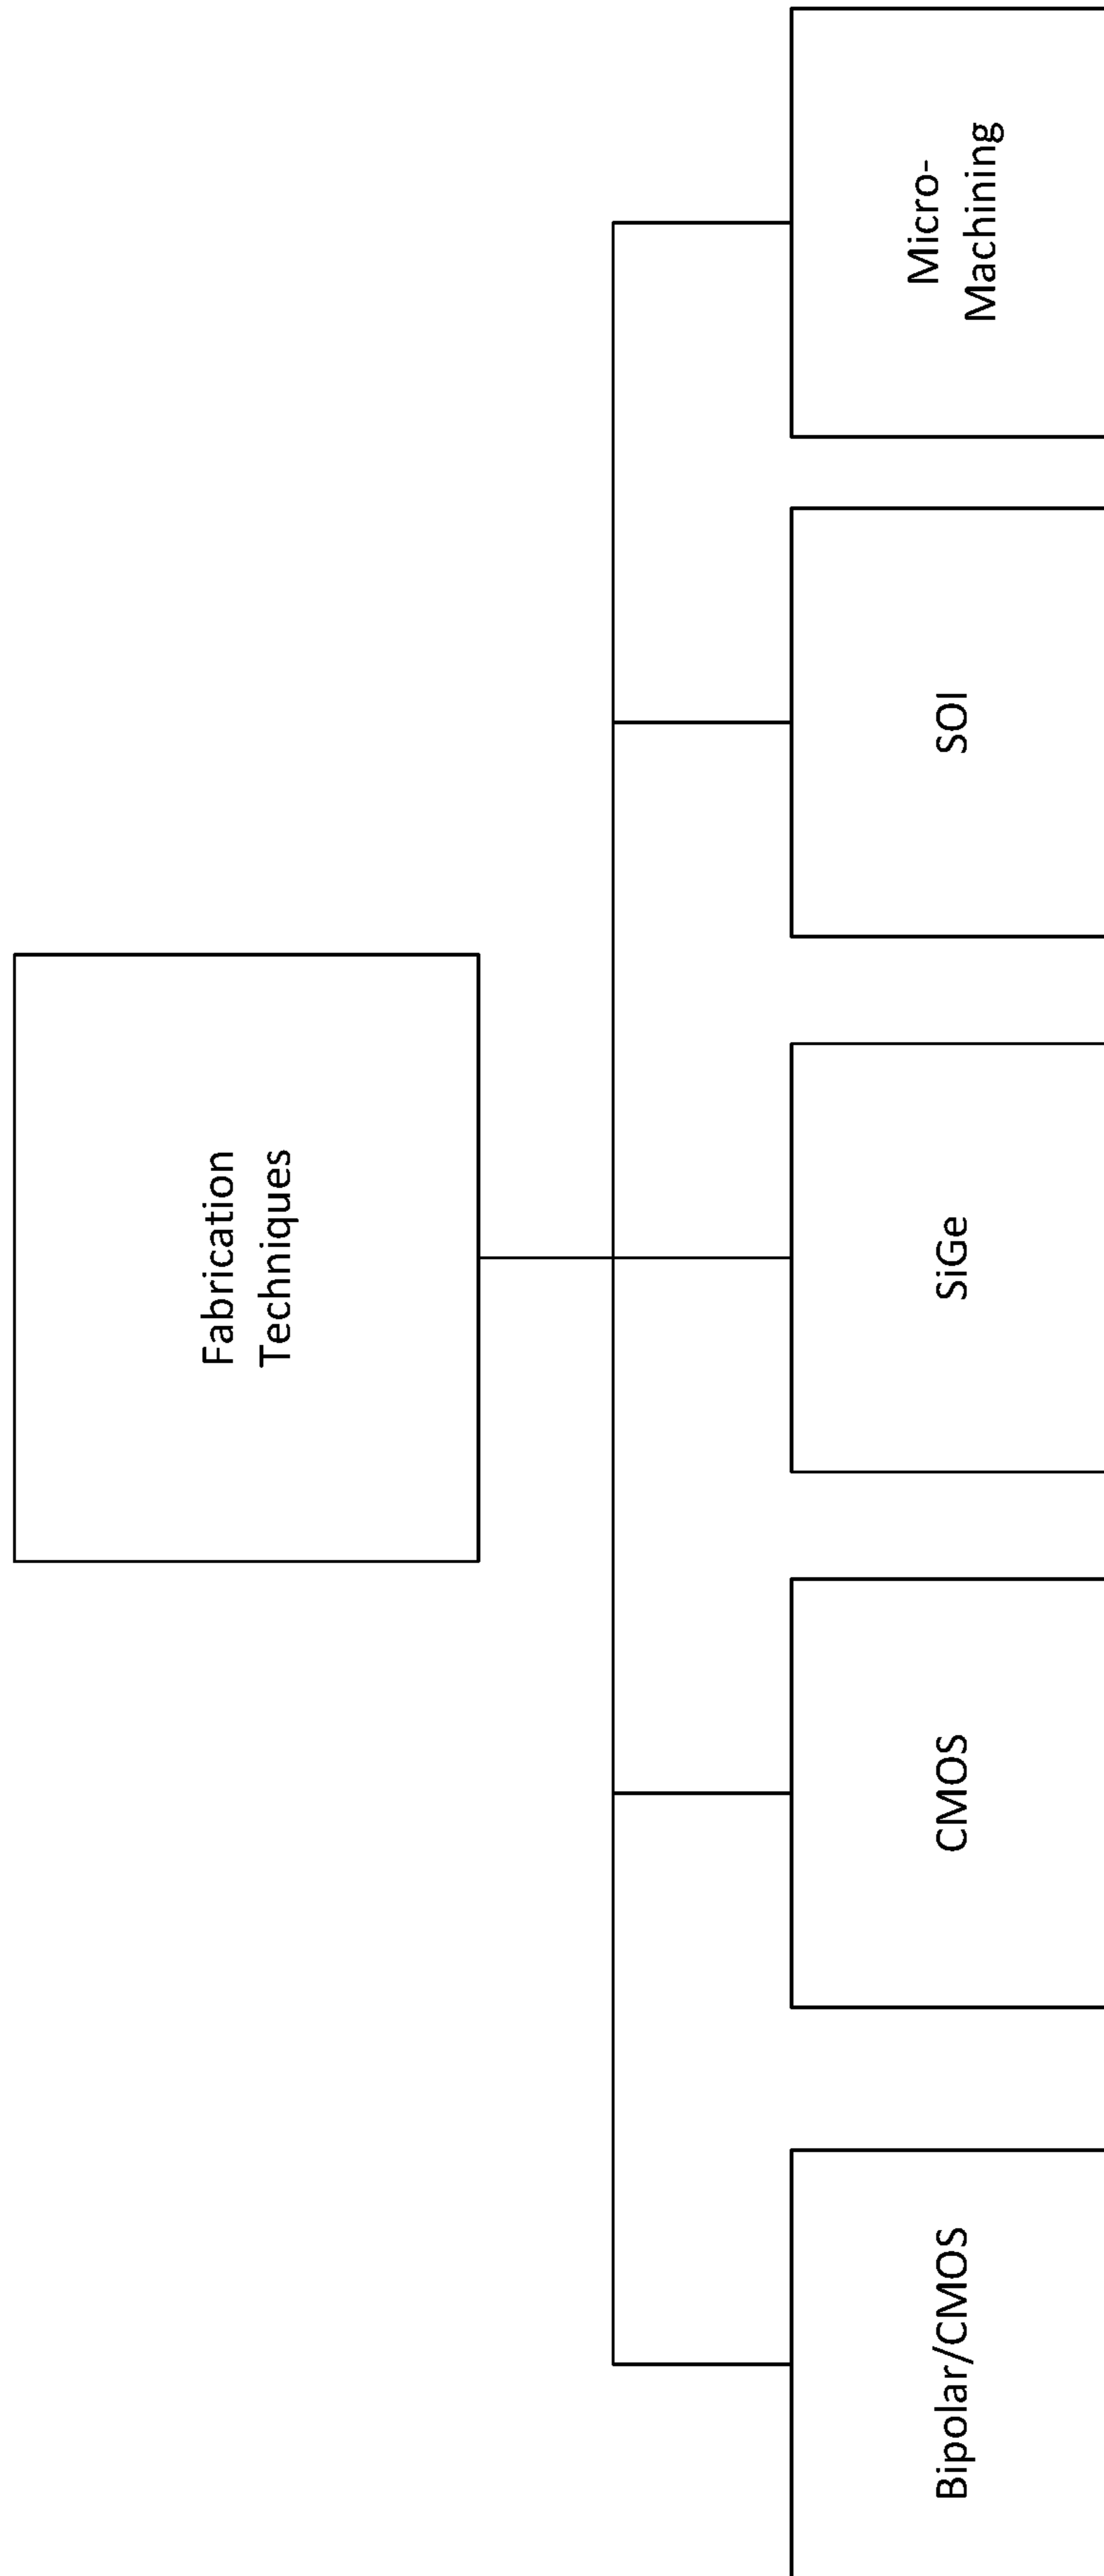 Fabrication
Techniques
Bipolar/CMOS
CMOS
SiGe
SOI
Micro-
Machining